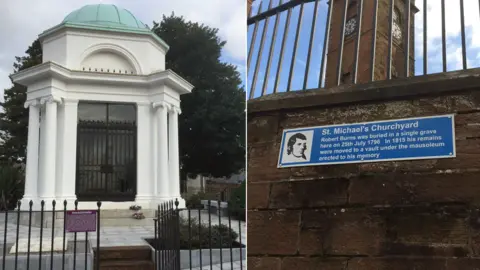 St. Michael's Churchyard
Robert Burns was buried in a single grave
here on 25th July 1796 In 1815 his remains
were moved to a vault under the mausoleum
erected to his memory